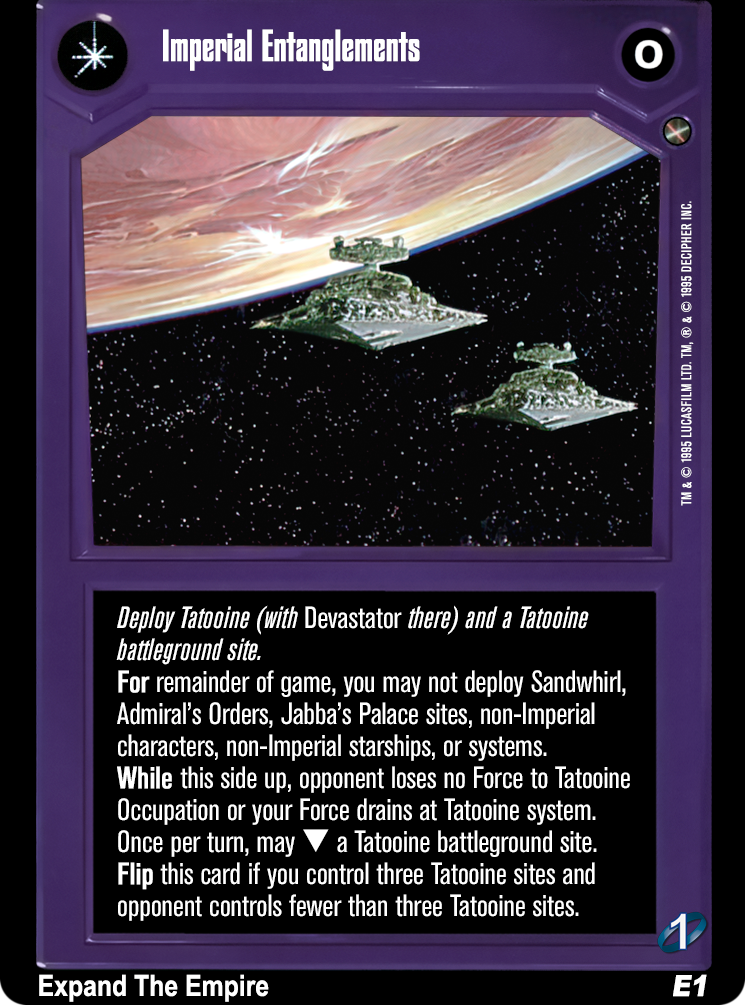 Imperial Entanglements
O
TM & © 1995 LUCASFILM LTD. TM, ® & © 1995 DECIPHER INC.
Deploy Tatooine (with Devastator there) and a Tatooine
battleground site.
For remainder of game, you may not deploy Sandwhirl,
Admiral's Orders, Jabba's Palace sites, non-Imperial
characters, non-Imperial starships, or systems.
While this side up, opponent loses no Force to Tatooine
Occupation or your Force drains at Tatooine system.
Once per turn, may ▼ a Tatooine battleground site.
Flip this card if you control three Tatooine sites and
opponent controls fewer than three Tatooine sites.
1
Expand The Empire
E1